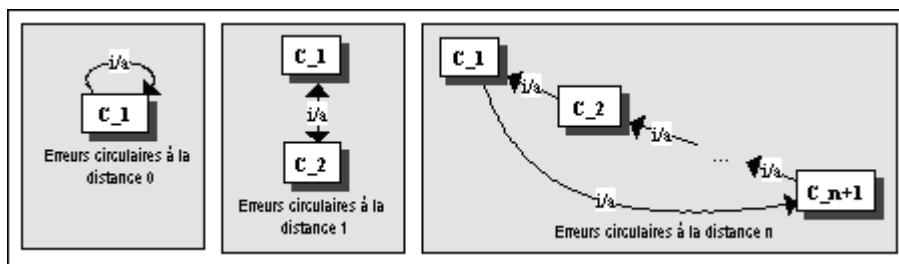 i/a
C_1
Erreurs circulaires à la
distance 0
C_1
i/a
C_2
Erreurs circulaires à la
distance 1
C_1
i/a
C_2
i/a
...
i/a
C_n+1
i/a
Erreurs circulaires à la distance n